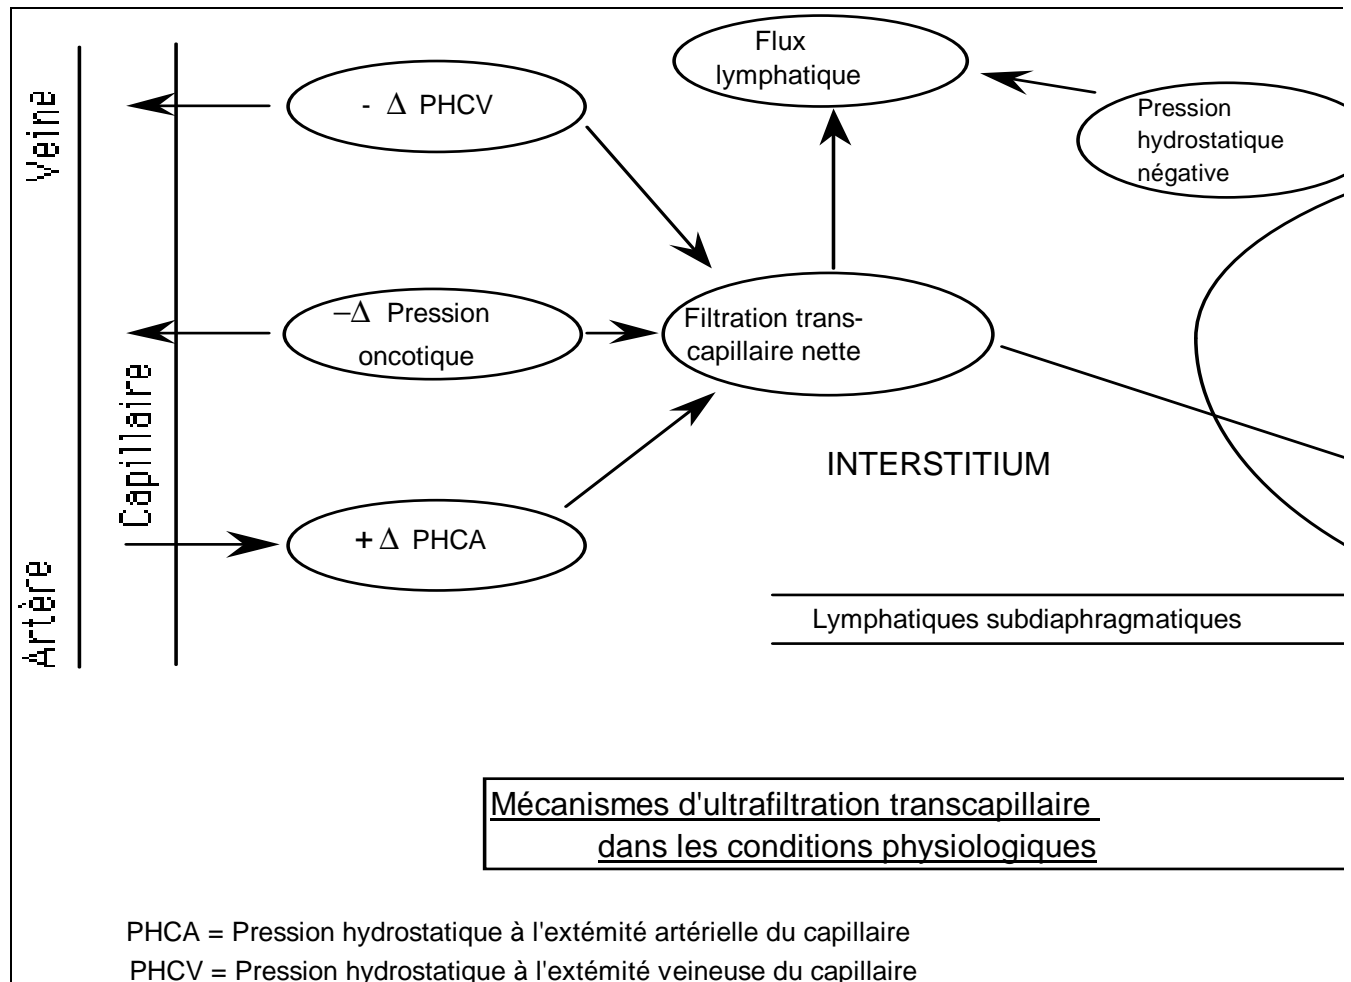 Flux
lymphatique
- Δ PHCV
Pression
hydrostatique
négative
Veine
−Δ Pression
oncotique
Filtration trans-
capillaire nette
Capillaire
INTERSTITIUM
+ Δ PHCA
Artère
Lymphatiques subdiaphragmatiques
Mécanismes d'ultrafiltration transcapillaire
dans les conditions physiologiques
PHCA = Pression hydrostatique à l'extémité artérielle du capillaire
PHCV = Pression hydrostatique à l'extémité veineuse du capillaire